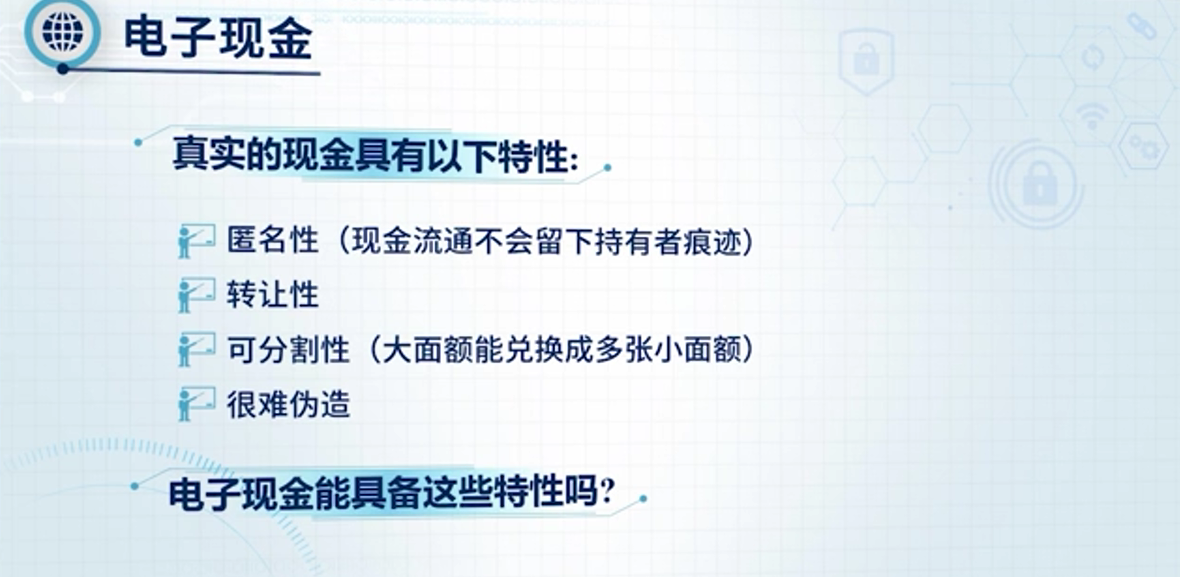 电子现金
真实的现金具有以下特性:
匿名性（现金流通不会留下持有者痕迹）
转让性
可分割性（大面额能兑换成多张小面额）
很难伪造
电子现金能具备这些特性吗?